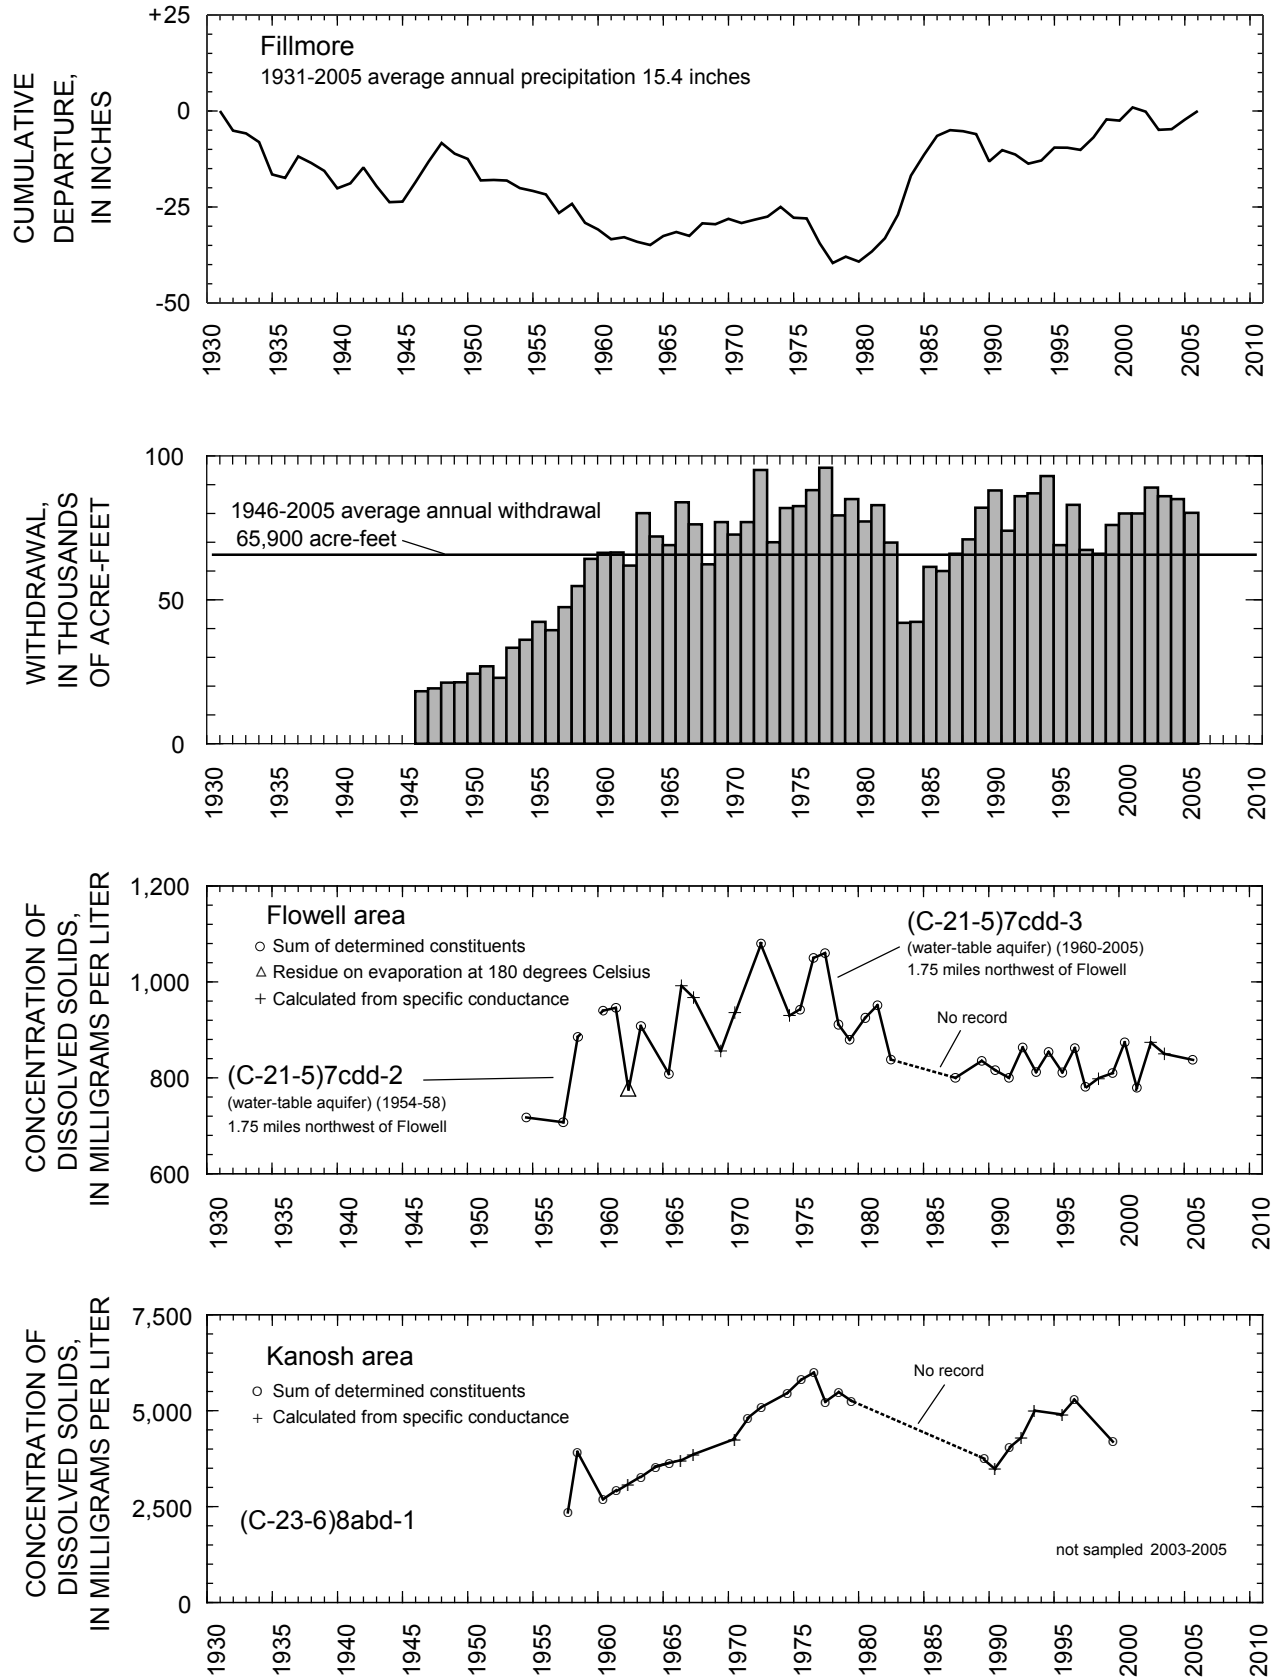 CUMULATIVE
DEPARTURE,
IN INCHES
+25
0
-25
-50
Fillmore
1931-2005 average annual precipitation 15.4 inches
1930
1935
1940
1945
1950
1955
1960
1965
1970
1975
1980
1985
1990
1995
2000
2005
2010
WITHDRAWAL,
IN THOUSANDS
OF ACRE-FEET
100
50
0
1946-2005 average annual withdrawal
65,900 acre-feet
1930
1935
1940
1945
1950
1955
1960
1965
1970
1975
1980
1985
1990
1995
2000
2005
2010
CONCENTRATION OF
DISSOLVED SOLIDS,
IN MILLIGRAMS PER LITER
1,200
1,000
800
600
Flowell area
Sum of determined constituents
Residue on evaporation at 180 degrees Celsius
Calculated from specific conductance
(C-21-5)7cdd-2
(water-table aquifer) (1954-58)
1.75 miles northwest of Flowell
(C-21-5)7cdd-3
(water-table aquifer) (1960-2005)
1.75 miles northwest of Flowell
No record
1930
1935
1940
1945
1950
1955
1960
1965
1970
1975
1980
1985
1990
1995
2000
2005
2010
CONCENTRATION OF
DISSOLVED SOLIDS,
IN MILLIGRAMS PER LITER
7,500
5,000
2,500
0
Kanosh area
Sum of determined constituents
Calculated from specific conductance
(C-23-6)8abd-1
No record
not sampled 2003-2005
1930
1935
1940
1945
1950
1955
1960
1965
1970
1975
1980
1985
1990
1995
2000
2005
2010